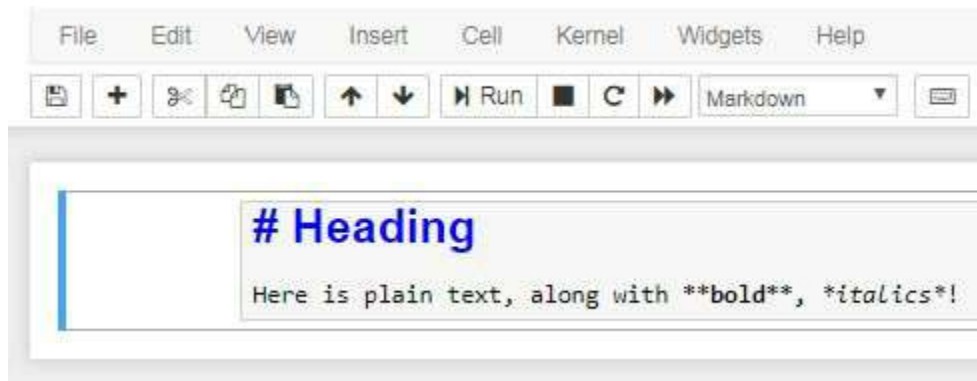 File Edit View Insert Cell Kernel Widgets Help
Run Markdown
# Heading
Here is plain text, along with **bold**, *italics*!